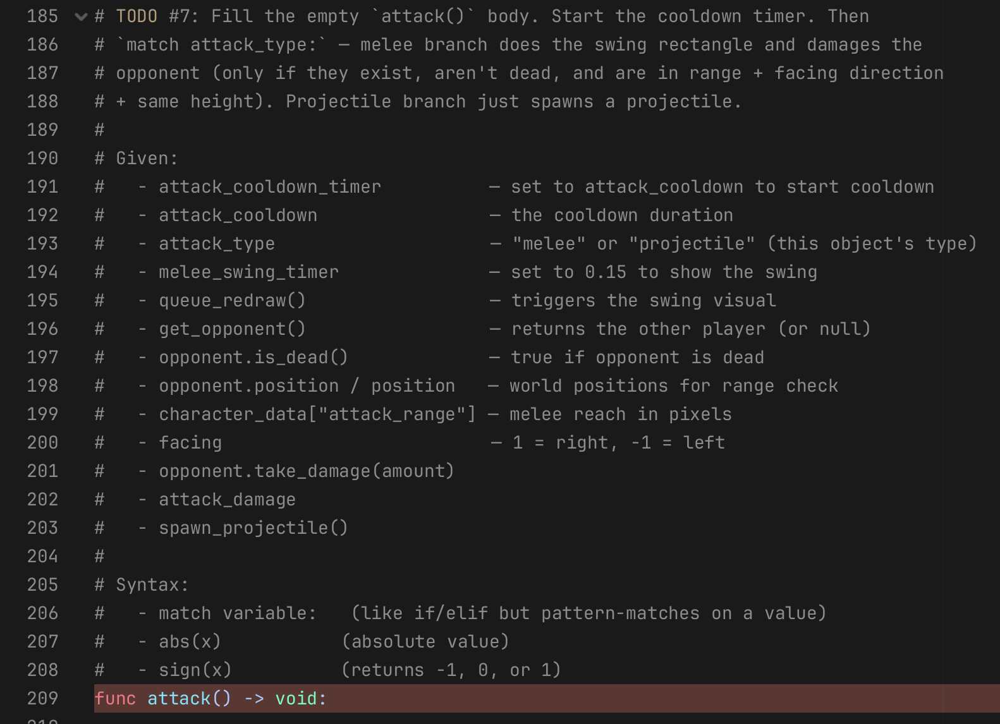 185 # TODO #7: Fill the empty `attack()` body. Start the cooldown timer. Then
186 # `match attack_type:` — melee branch does the swing rectangle and damages the
187 # opponent (only if they exist, aren't dead, and are in range + facing direction
188 # + same height). Projectile branch just spawns a projectile.
189 #
190 # Given:
191 #   - attack_cooldown_timer          — set to attack_cooldown to start cooldown
192 #   - attack_cooldown                — the cooldown duration
193 #   - attack_type                    — "melee" or "projectile" (this object's type)
194 #   - melee_swing_timer              — set to 0.15 to show the swing
195 #   - queue_redraw()                 — triggers the swing visual
196 #   - get_opponent()                 — returns the other player (or null)
197 #   - opponent.is_dead()             — true if opponent is dead
198 #   - opponent.position / position   — world positions for range check
199 #   - character_data["attack_range"] — melee reach in pixels
200 #   - facing                         — 1 = right, -1 = left
201 #   - opponent.take_damage(amount)
202 #   - attack_damage
203 #   - spawn_projectile()
204 #
205 # Syntax:
206 #   - match variable:   (like if/elif but pattern-matches on a value)
207 #   - abs(x)            (absolute value)
208 #   - sign(x)           (returns -1, 0, or 1)
209 func attack() -> void: